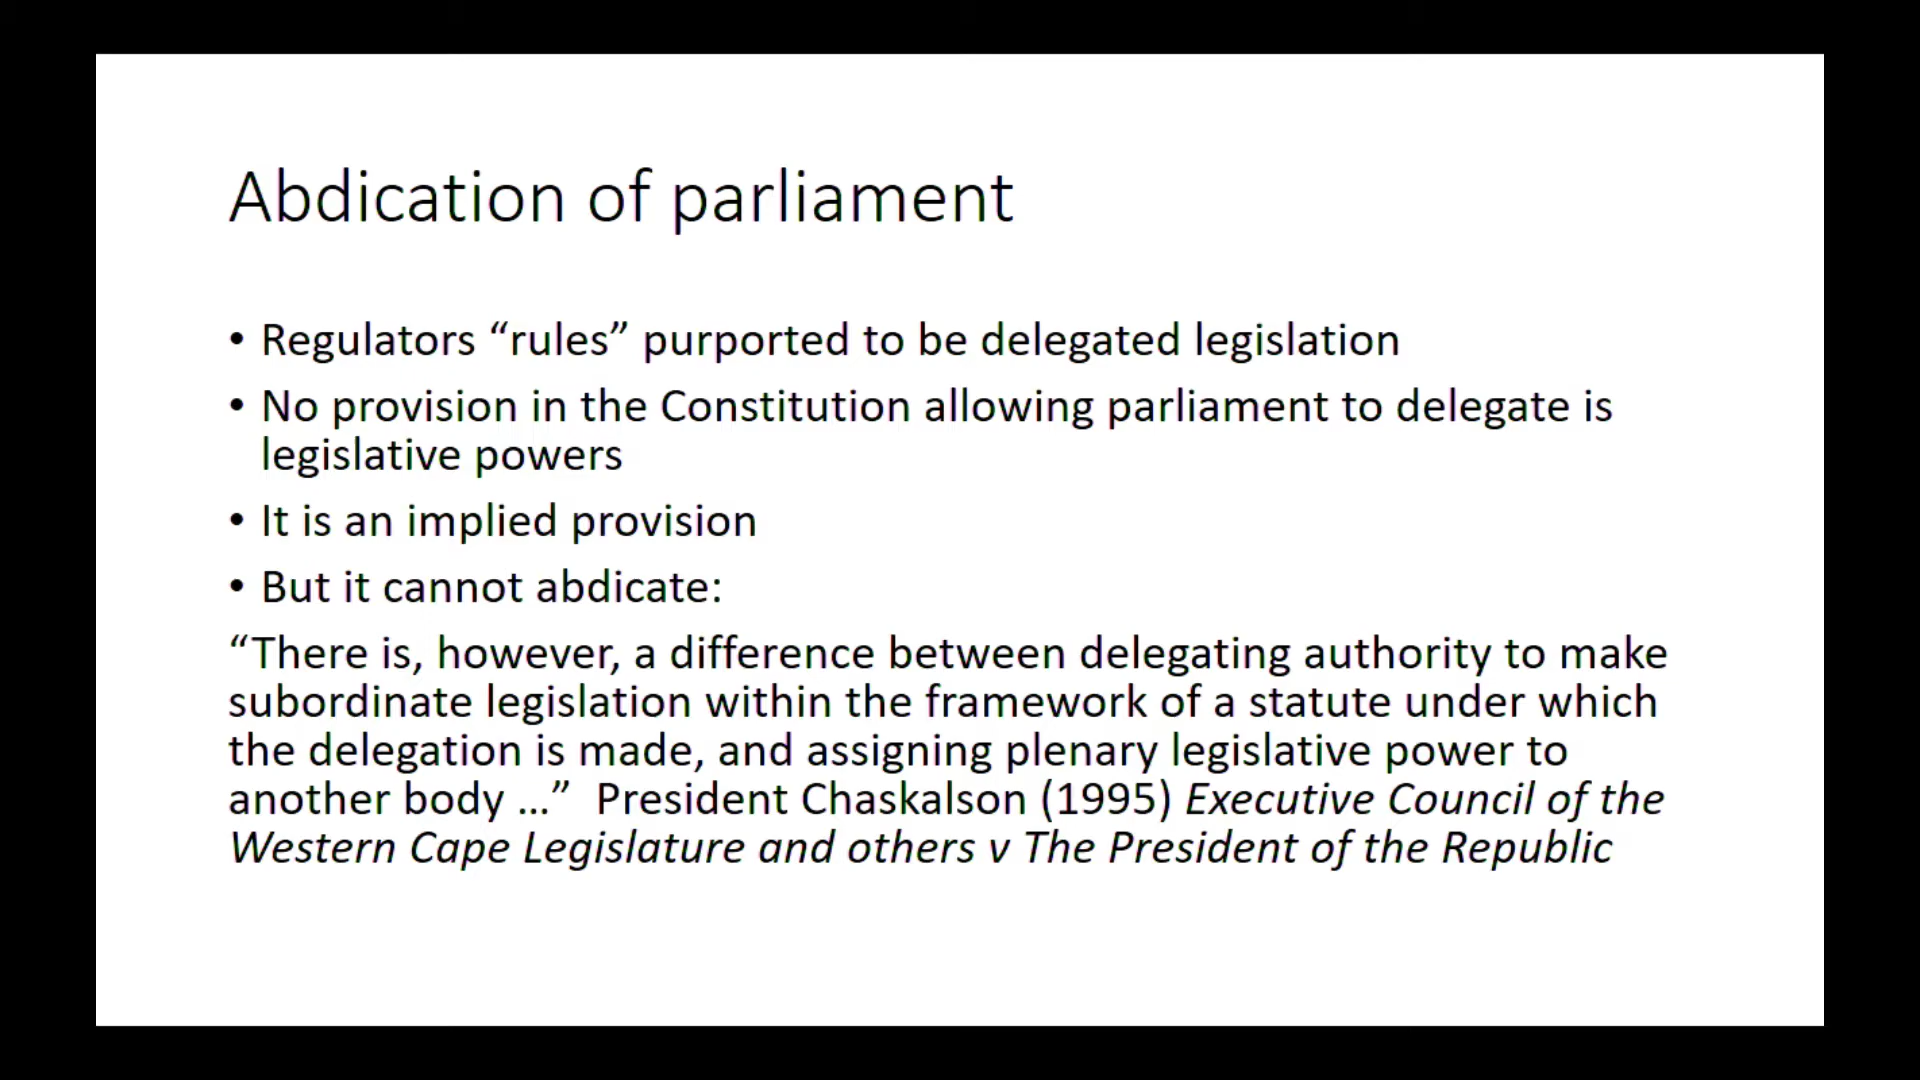 Abdication of parliament
• Regulators “rules” purported to be delegated legislation
• No provision in the Constitution allowing parliament to delegate is
legislative powers
• It is an implied provision
• But it cannot abdicate:
“There is, however, a difference between delegating authority to make
subordinate legislation within the framework of a statute under which
the delegation is made, and assigning plenary legislative power to
another body …”  President Chaskalson (1995) Executive Council of the
Western Cape Legislature and others v The President of the Republic